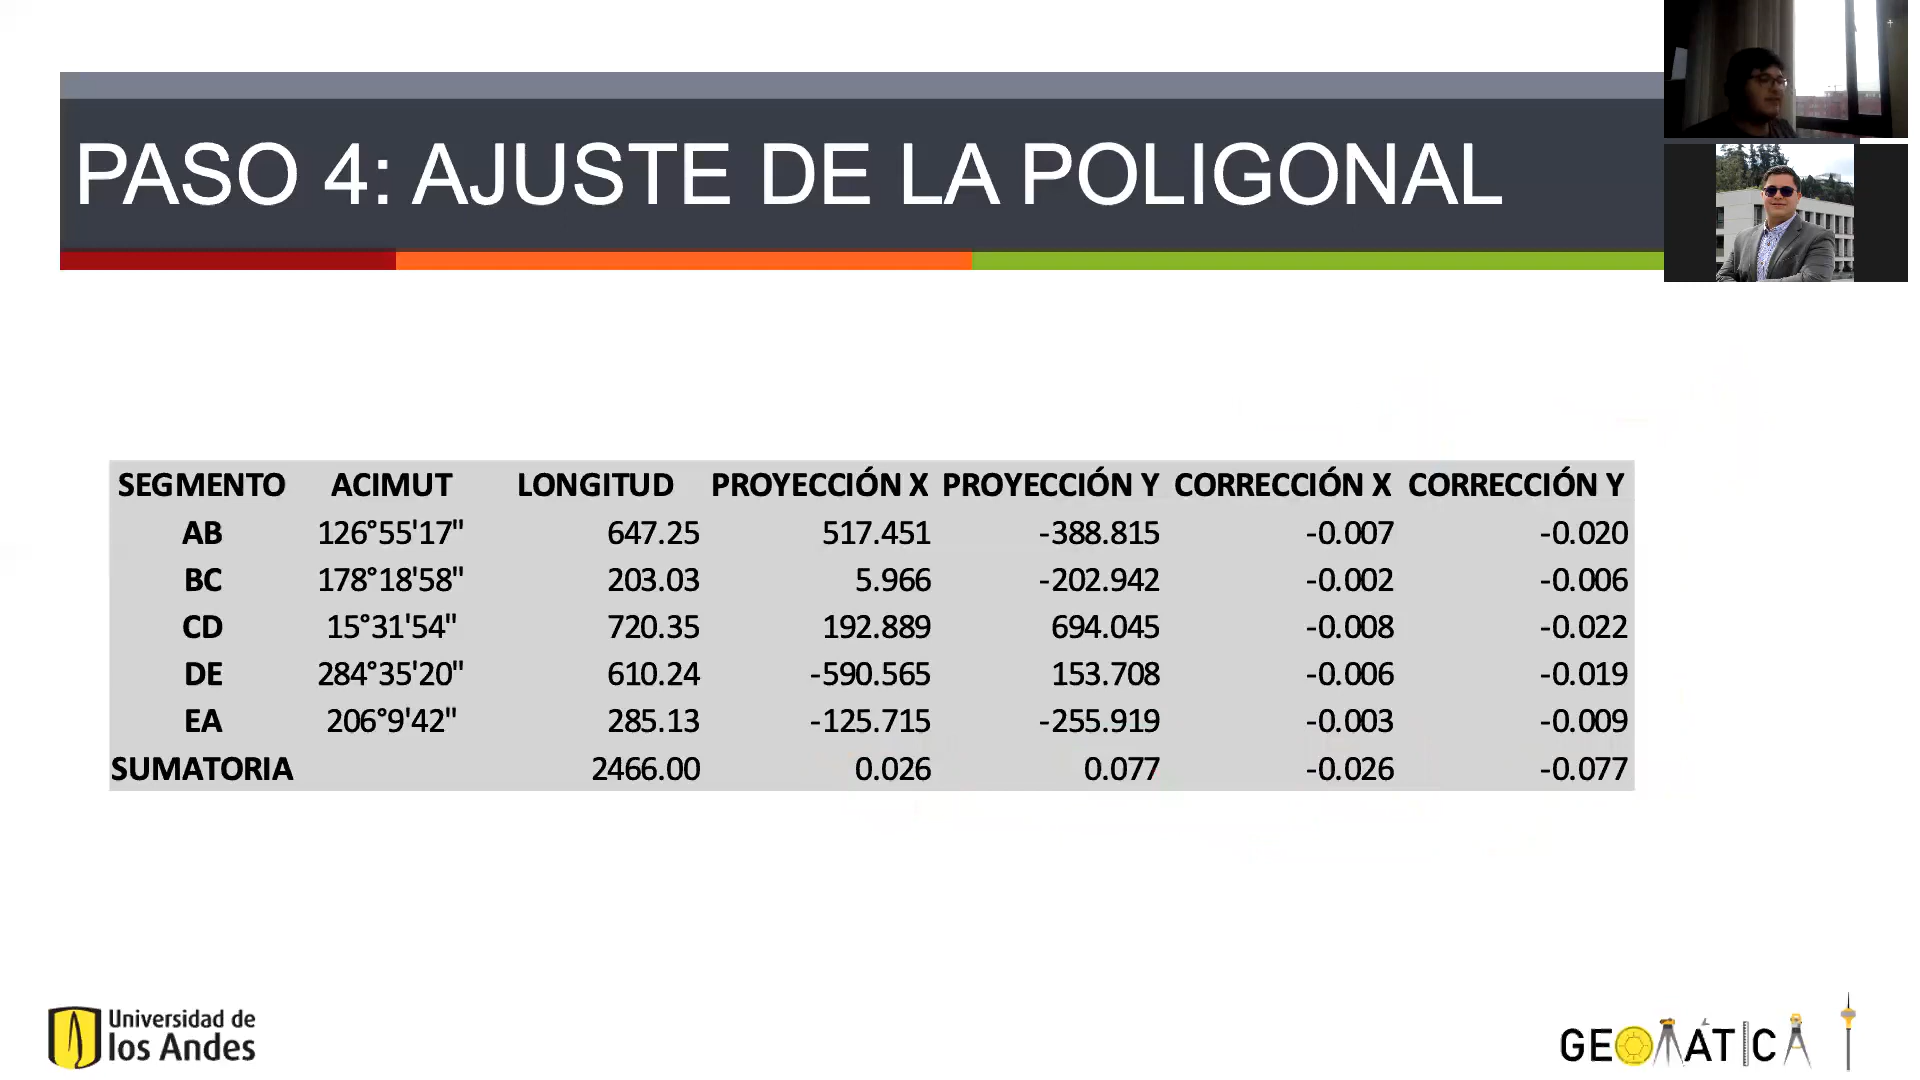 PASO 4: AJUSTE DE LA POLIGONAL
SEGMENTO ACIMUT LONGITUD PROYECCIÓN X PROYECCIÓN Y CORRECCIÓN X CORRECCIÓN Y
AB 126°55'17" 647.25 517.451 -388.815 -0.007 -0.020
BC 178°18'58" 203.03 5.966 -202.942 -0.002 -0.006
CD 15°31'54" 720.35 192.889 694.045 -0.008 -0.022
DE 284°35'20" 610.24 -590.565 153.708 -0.006 -0.019
EA 206°9'42" 285.13 -125.715 -255.919 -0.003 -0.009
SUMATORIA 2466.00 0.026 0.077 -0.026 -0.077
Universidad de
los Andes
GEOMÁTICA